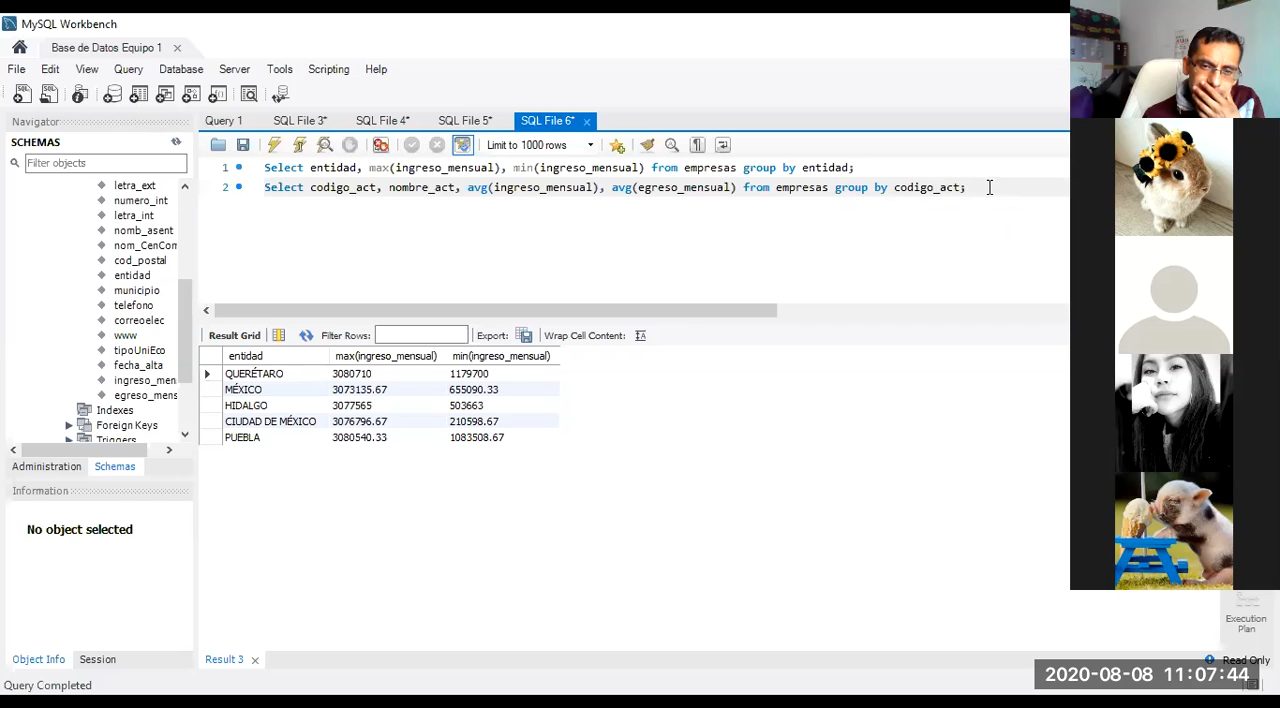 MySQL Workbench
Base de Datos Equipo 1
File Edit View Query Database Server Tools Scripting Help
Navigator
SCHEMAS
Filter objects
letra_ext
numero_int
letra_int
nomb_asent
nom_CenCom
cod_postal
entidad
municipio
telefono
correoelec
www
tipoUniEco
fecha_alta
ingreso_men
egreso_mens
Indexes
Foreign Keys
Triggers
Administration Schemas
Information
No object selected
Object Info Session
Query Completed
Query 1 SQL File 3* SQL File 4* SQL File 5* SQL File 6*
Limit to 1000 rows
1 Select entidad, max(ingreso_mensual), min(ingreso_mensual) from empresas group by entidad;
2 Select codigo_act, nombre_act, avg(ingreso_mensual), avg(egreso_mensual) from empresas group by codigo_act;
Result Grid Filter Rows: Export: Wrap Cell Content:
entidad max(ingreso_mensual) min(ingreso_mensual)
QUERÉTARO 3080710 1179700
MÉXICO 3073135.67 655090.33
HIDALGO 3077565 503663
CIUDAD DE MÉXICO 3076796.67 210598.67
PUEBLA 3080540.33 1083508.67
Result 3
Execution
Plan
Read Only
2020-08-08 11:07:44